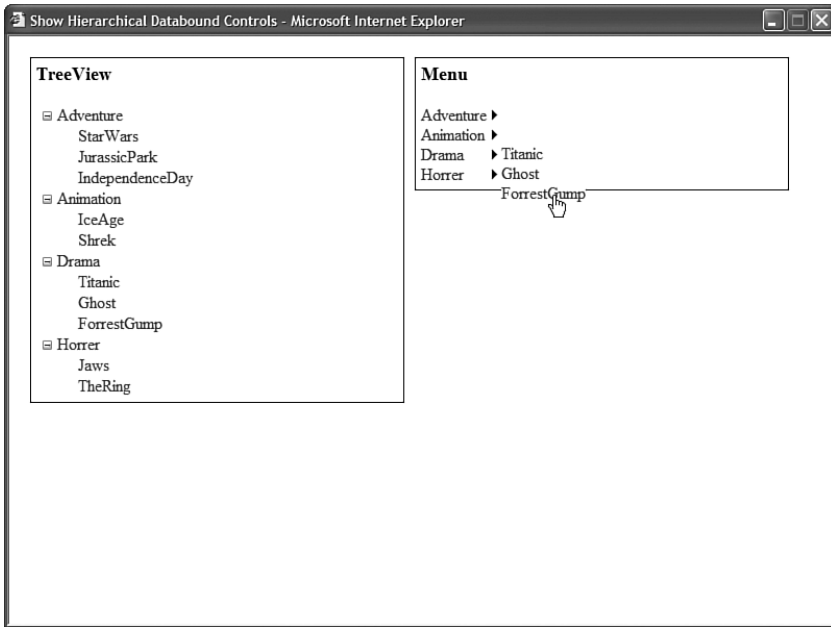 Show Hierarchical Databound Controls - Microsoft Internet Explorer
TreeView
Adventure
StarWars
JurassicPark
IndependenceDay
Animation
IceAge
Shrek
Drama
Titanic
Ghost
ForrestGump
Horrer
Jaws
TheRing
Menu
Adventure
Animation
Drama Titanic
Horrer Ghost
ForrestGump